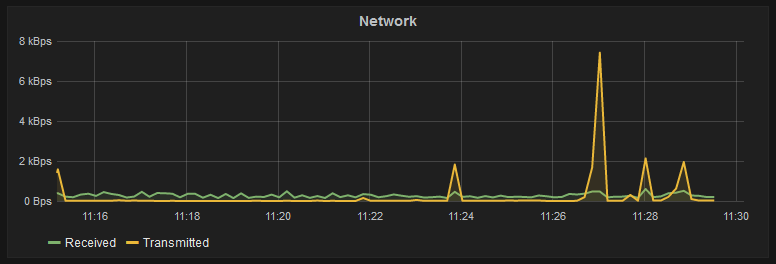 Network
8 kBps
6 kBps
4 kBps
2 kBps
0 Bps
11:16 11:18 11:20 11:22 11:24 11:26 11:28 11:30
Received Transmitted